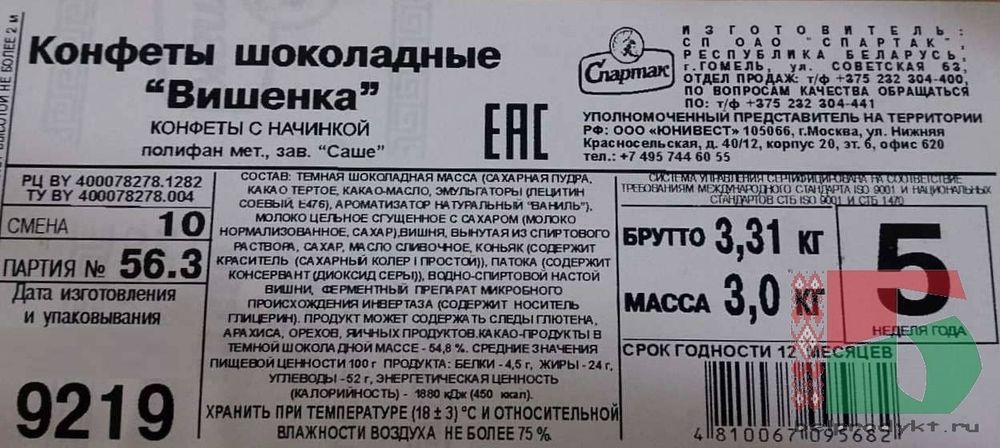 Конфеты шоколадные
"Вишенка"
КОНФЕТЫ С НАЧИНКОЙ
полифан мет., зав. "Саше"
Спартак
ЕАС
ИЗГОТОВИТЕЛЬ:
СП ОАО "СПАРТАК",
РЕСПУБЛИКА БЕЛАРУСЬ,
г.ГОМЕЛЬ, ул. СОВЕТСКАЯ 63,
ОТДЕЛ ПРОДАЖ: т/ф +375 232 304-400,
ПО ВОПРОСАМ КАЧЕСТВА ОБРАЩАТЬСЯ
ПО: т/ф +375 232 304-441
УПОЛНОМОЧЕННЫЙ ПРЕДСТАВИТЕЛЬ НА ТЕРРИТОРИИ
РФ: ООО «ЮНИВЕСТ» 105066, г.Москва, ул. Нижняя
Красносельская, д. 40/12, корпус 20, эт. 6, офис 620
тел.: +7 495 744 60 55
ВЫСОТОЙ НЕ БОЛЕЕ 2 М
РЦ BY 400078278.1282
ТУ BY 400078278.004
СМЕНА 10
ПАРТИЯ № 56.3
Дата изготовления
и упаковывания
9219
СОСТАВ: ТЕМНАЯ ШОКОЛАДНАЯ МАССА (САХАРНАЯ ПУДРА,
КАКАО ТЕРТОЕ, КАКАО-МАСЛО, ЭМУЛЬГАТОРЫ (ЛЕЦИТИН
СОЕВЫЙ, Е476), АРОМАТИЗАТОР НАТУРАЛЬНЫЙ "ВАНИЛЬ"),
МОЛОКО ЦЕЛЬНОЕ СГУЩЕННОЕ С САХАРОМ (МОЛОКО
НОРМАЛИЗОВАННОЕ, САХАР),ВИШНЯ, ВЫНУТАЯ ИЗ СПИРТОВОГО
РАСТВОРА, САХАР, МАСЛО СЛИВОЧНОЕ, КОНЬЯК (СОДЕРЖИТ
КРАСИТЕЛЬ (САХАРНЫЙ КОЛЕР I ПРОСТОЙ)), ПАТОКА (СОДЕРЖИТ
КОНСЕРВАНТ (ДИОКСИД СЕРЫ)), ВОДНО-СПИРТОВОЙ НАСТОЙ
ВИШНИ, ФЕРМЕНТНЫЙ ПРЕПАРАТ МИКРОБНОГО
ПРОИСХОЖДЕНИЯ ИНВЕРТАЗА (СОДЕРЖИТ НОСИТЕЛЬ
ГЛИЦЕРИН). ПРОДУКТ МОЖЕТ СОДЕРЖАТЬ СЛЕДЫ ГЛЮТЕНА,
АРАХИСА, ОРЕХОВ, ЯИЧНЫХ ПРОДУКТОВ.КАКАО-ПРОДУКТЫ В
ТЕМНОЙ ШОКОЛАДНОЙ МАССЕ - 54,8 %. СРЕДНИЕ ЗНАЧЕНИЯ
ПИЩЕВОЙ ЦЕННОСТИ 100 г ПРОДУКТА: БЕЛКИ - 4,5 г, ЖИРЫ - 24 г,
УГЛЕВОДЫ - 52 г, ЭНЕРГЕТИЧЕСКАЯ ЦЕННОСТЬ
(КАЛОРИЙНОСТЬ) - 1880 кДж (450 ккал).
ХРАНИТЬ ПРИ ТЕМПЕРАТУРЕ (18 ± 3) °С И ОТНОСИТЕЛЬНОЙ
ВЛАЖНОСТИ ВОЗДУХА НЕ БОЛЕЕ 75 %.
СИСТЕМА УПРАВЛЕНИЯ СЕРТИФИЦИРОВАНА НА СООТВЕТСТВИЕ
ТРЕБОВАНИЯМ МЕЖДУНАРОДНОГО СТАНДАРТА ISO 9001 И НАЦИОНАЛЬНЫХ
СТАНДАРТОВ СТБ ISO 9001 И СТБ 1470
БРУТТО 3,31 КГ
МАССА 3,0 КГ
5
НЕДЕЛЯ ГОДА
СРОК ГОДНОСТИ 12 МЕСЯЦЕВ
4810067095682
belprodykt.ru